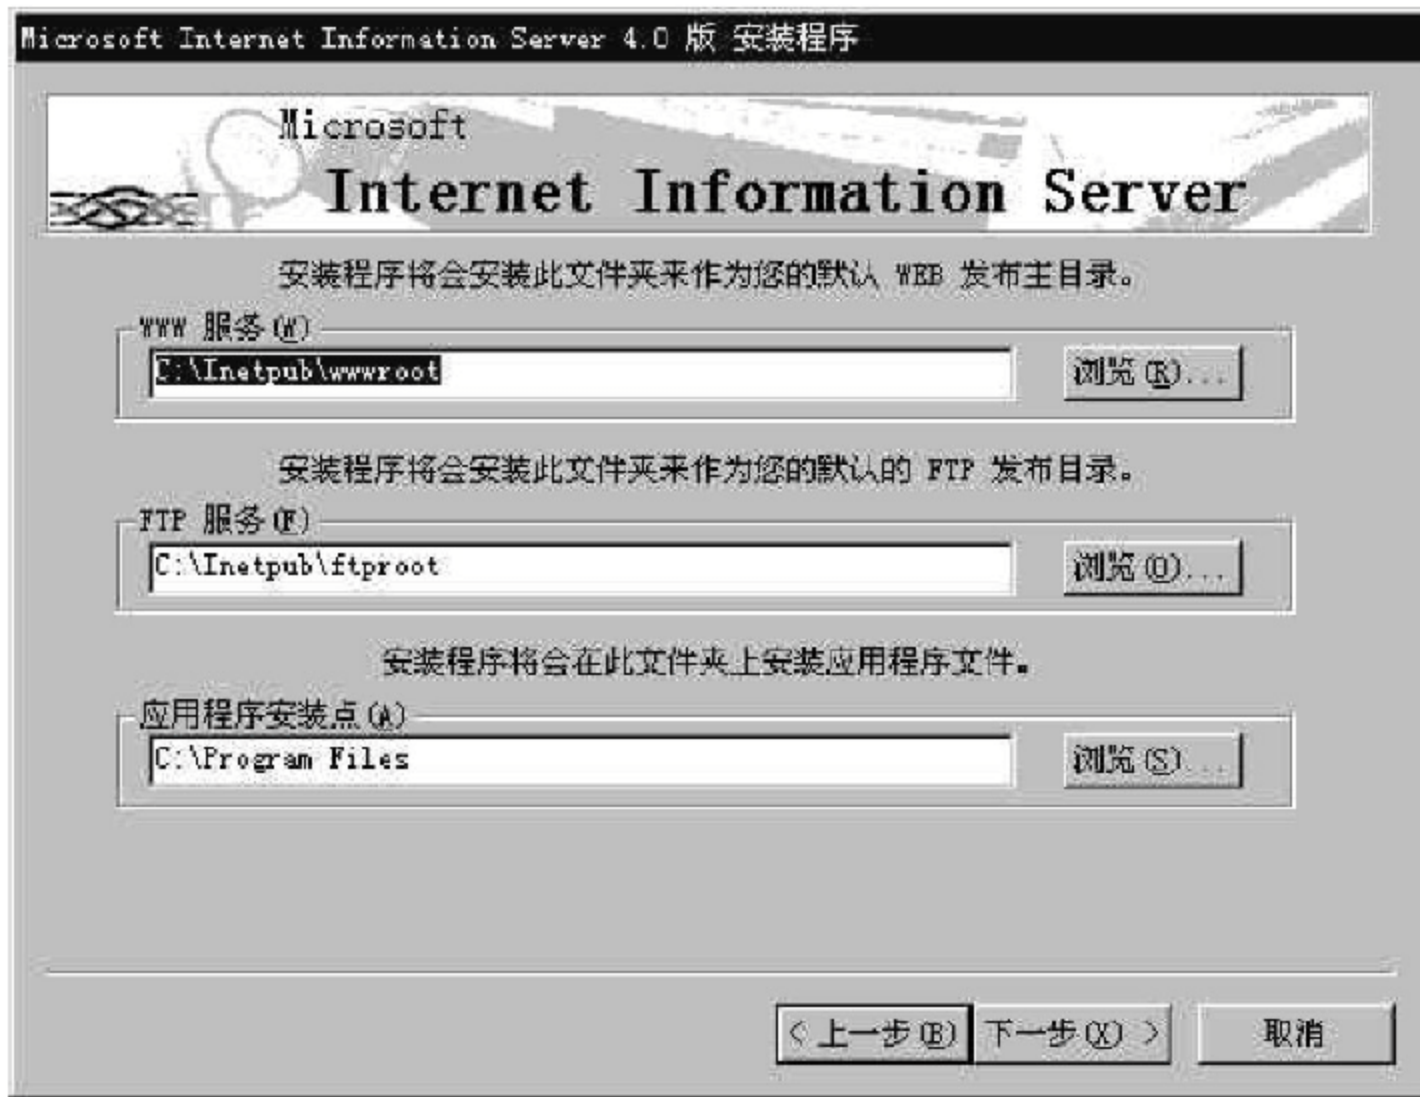 Microsoft Internet Information Server 4.0 版 安装程序
Microsoft
Internet Information Server
安装程序将会安装此文件夹来作为您的默认 WEB 发布主目录。
WWW 服务(W)
C:\Inetpub\wwwroot 浏览(R)...
安装程序将会安装此文件夹来作为您的默认的 FTP 发布目录。
FTP 服务(F)
C:\Inetpub\ftproot 浏览(O)...
安装程序将会在此文件夹上安装应用程序文件。
应用程序安装点(A)
C:\Program Files 浏览(S)...
< 上一步(B) 下一步(X) > 取消